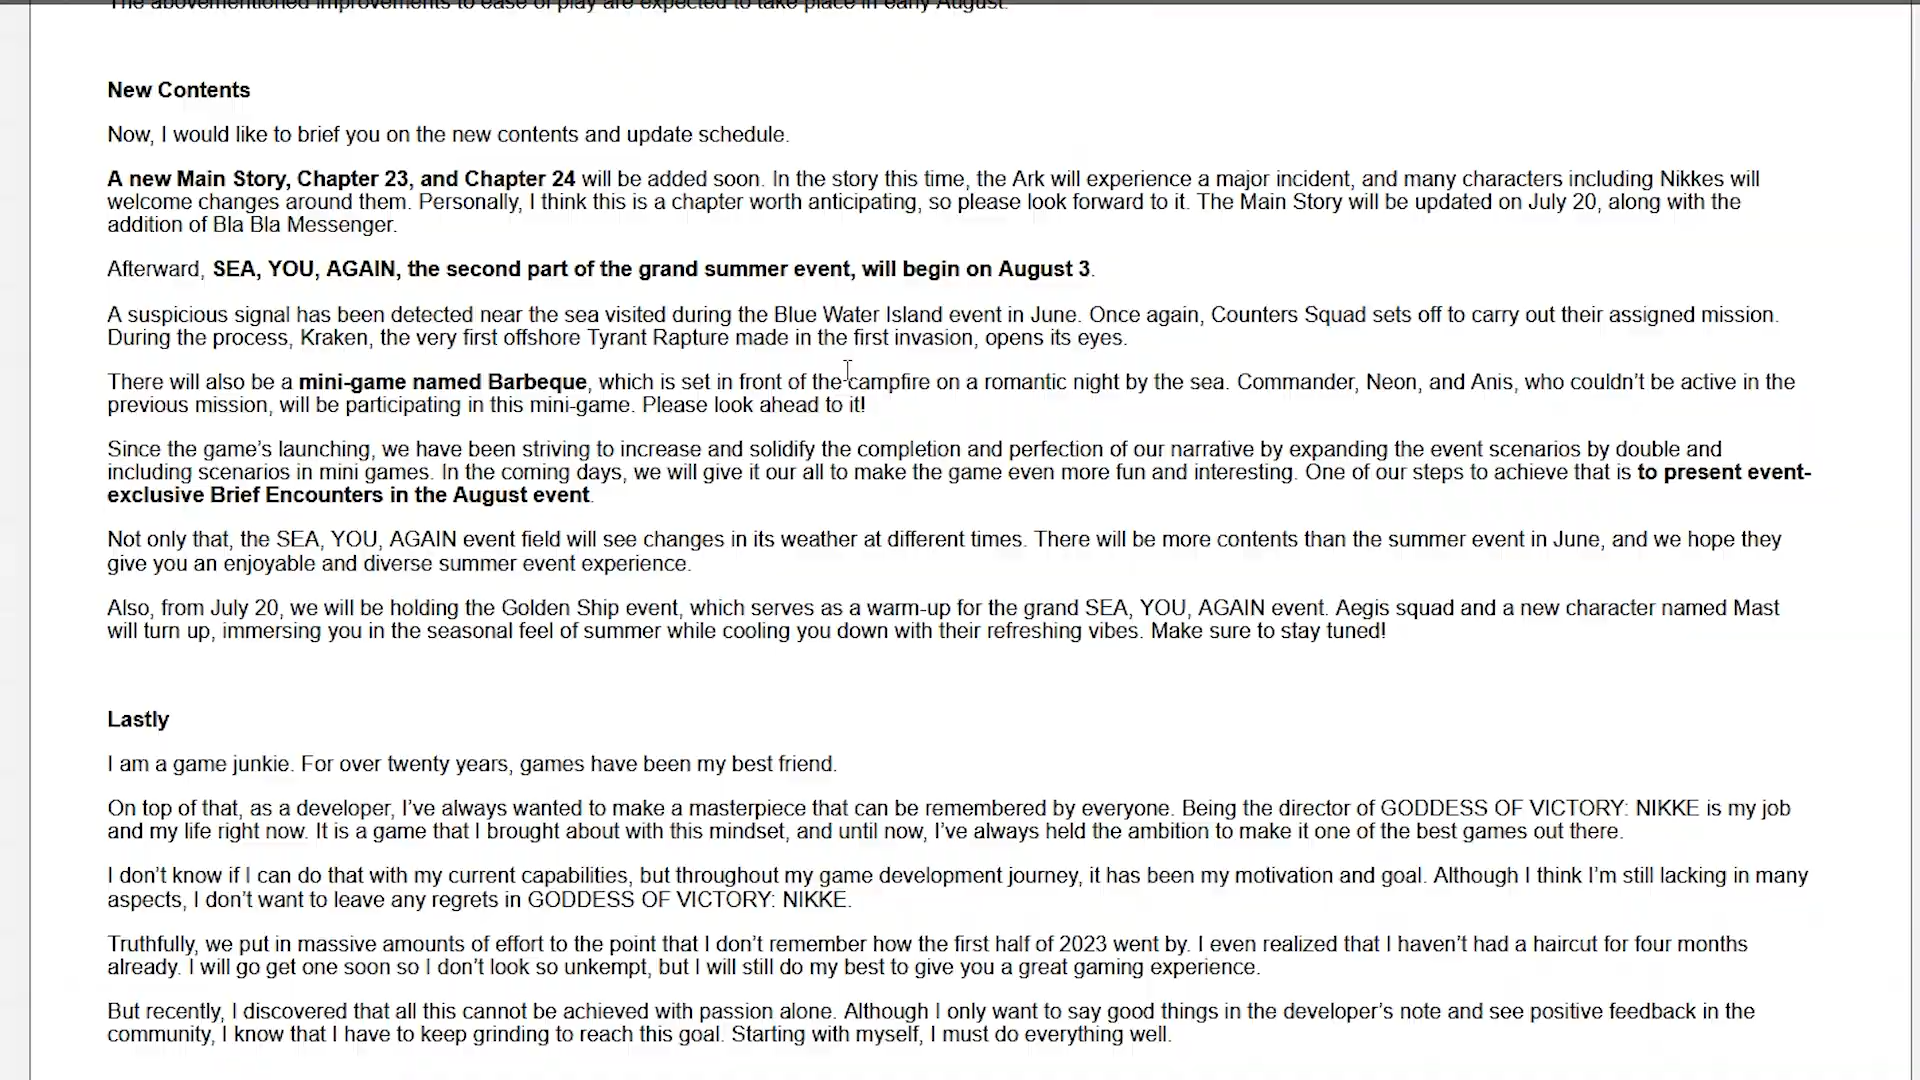 The abovementioned improvements to ease of play are expected to take place in early August.
New Contents
Now, I would like to brief you on the new contents and update schedule.
A new Main Story, Chapter 23, and Chapter 24 will be added soon. In the story this time, the Ark will experience a major incident, and many characters including Nikkes will
welcome changes around them. Personally, I think this is a chapter worth anticipating, so please look forward to it. The Main Story will be updated on July 20, along with the
addition of Bla Bla Messenger.
Afterward, SEA, YOU, AGAIN, the second part of the grand summer event, will begin on August 3.
A suspicious signal has been detected near the sea visited during the Blue Water Island event in June. Once again, Counters Squad sets off to carry out their assigned mission.
During the process, Kraken, the very first offshore Tyrant Rapture made in the first invasion, opens its eyes.
There will also be a mini-game named Barbeque, which is set in front of the campfire on a romantic night by the sea. Commander, Neon, and Anis, who couldn't be active in the
previous mission, will be participating in this mini-game. Please look ahead to it!
Since the game's launching, we have been striving to increase and solidify the completion and perfection of our narrative by expanding the event scenarios by double and
including scenarios in mini games. In the coming days, we will give it our all to make the game even more fun and interesting. One of our steps to achieve that is to present event-
exclusive Brief Encounters in the August event.
Not only that, the SEA, YOU, AGAIN event field will see changes in its weather at different times. There will be more contents than the summer event in June, and we hope they
give you an enjoyable and diverse summer event experience.
Also, from July 20, we will be holding the Golden Ship event, which serves as a warm-up for the grand SEA, YOU, AGAIN event. Aegis squad and a new character named Mast
will turn up, immersing you in the seasonal feel of summer while cooling you down with their refreshing vibes. Make sure to stay tuned!
Lastly
I am a game junkie. For over twenty years, games have been my best friend.
On top of that, as a developer, I've always wanted to make a masterpiece that can be remembered by everyone. Being the director of GODDESS OF VICTORY: NIKKE is my job
and my life right now. It is a game that I brought about with this mindset, and until now, I've always held the ambition to make it one of the best games out there.
I don't know if I can do that with my current capabilities, but throughout my game development journey, it has been my motivation and goal. Although I think I'm still lacking in many
aspects, I don't want to leave any regrets in GODDESS OF VICTORY: NIKKE.
Truthfully, we put in massive amounts of effort to the point that I don't remember how the first half of 2023 went by. I even realized that I haven't had a haircut for four months
already. I will go get one soon so I don't look so unkempt, but I will still do my best to give you a great gaming experience.
But recently, I discovered that all this cannot be achieved with passion alone. Although I only want to say good things in the developer's note and see positive feedback in the
community, I know that I have to keep grinding to reach this goal. Starting with myself, I must do everything well.